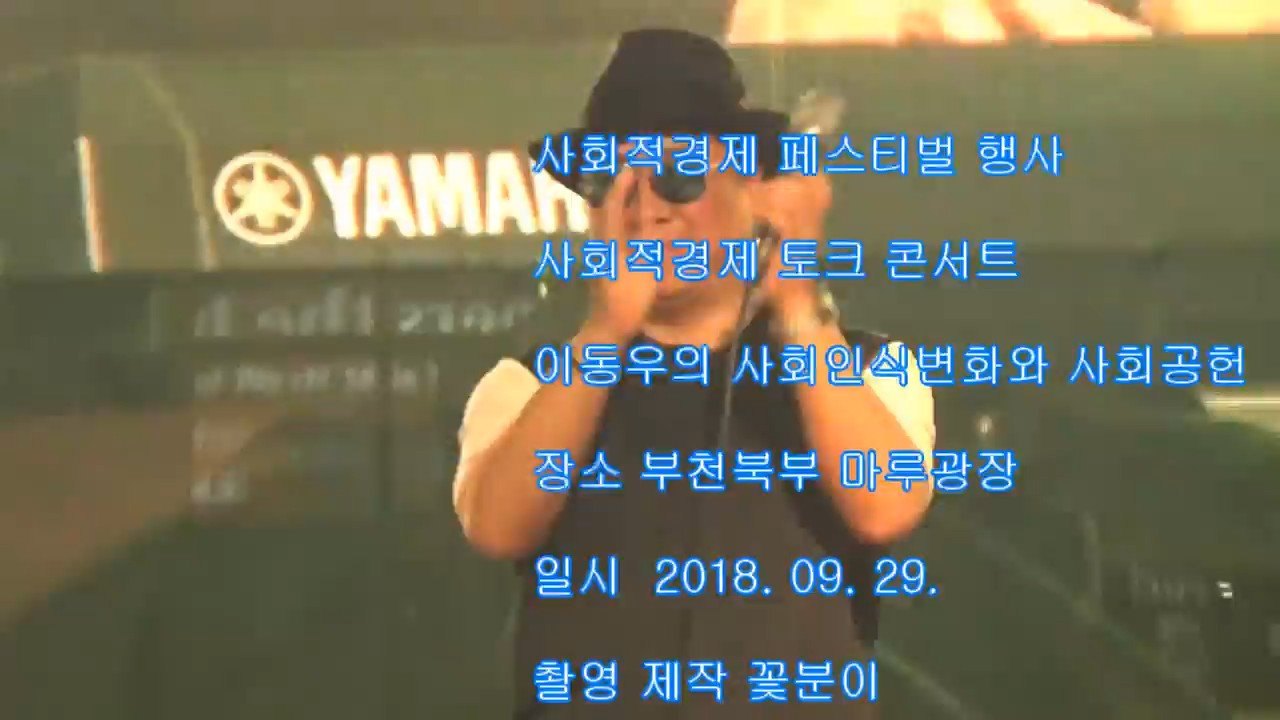 사회적경제 페스티벌 행사
YAMAH
사회적경제 토크 콘서트
이동우의 사회인식변화와 사회공헌
장소 부천북부 마루광장
일시 2018. 09. 29.
촬영 제작 꽃분이